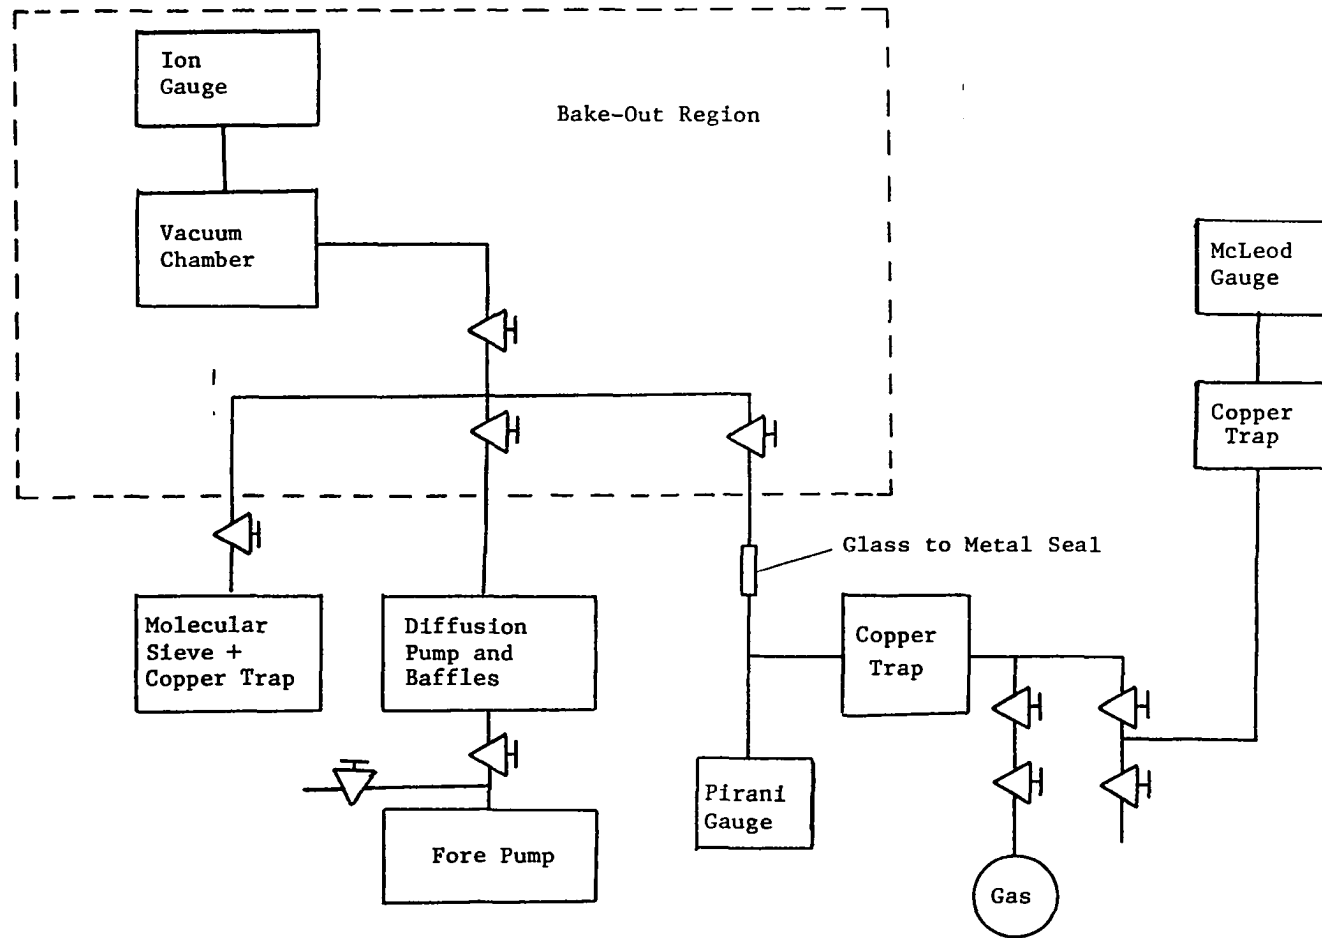 Ion
Gauge
Bake-Out Region
Vacuum
Chamber
McLeod
Gauge
Copper
Trap
Glass to Metal Seal
Molecular
Sieve +
Copper Trap
Diffusion
Pump and
Baffles
Copper
Trap
Pirani
Gauge
Fore Pump
Gas